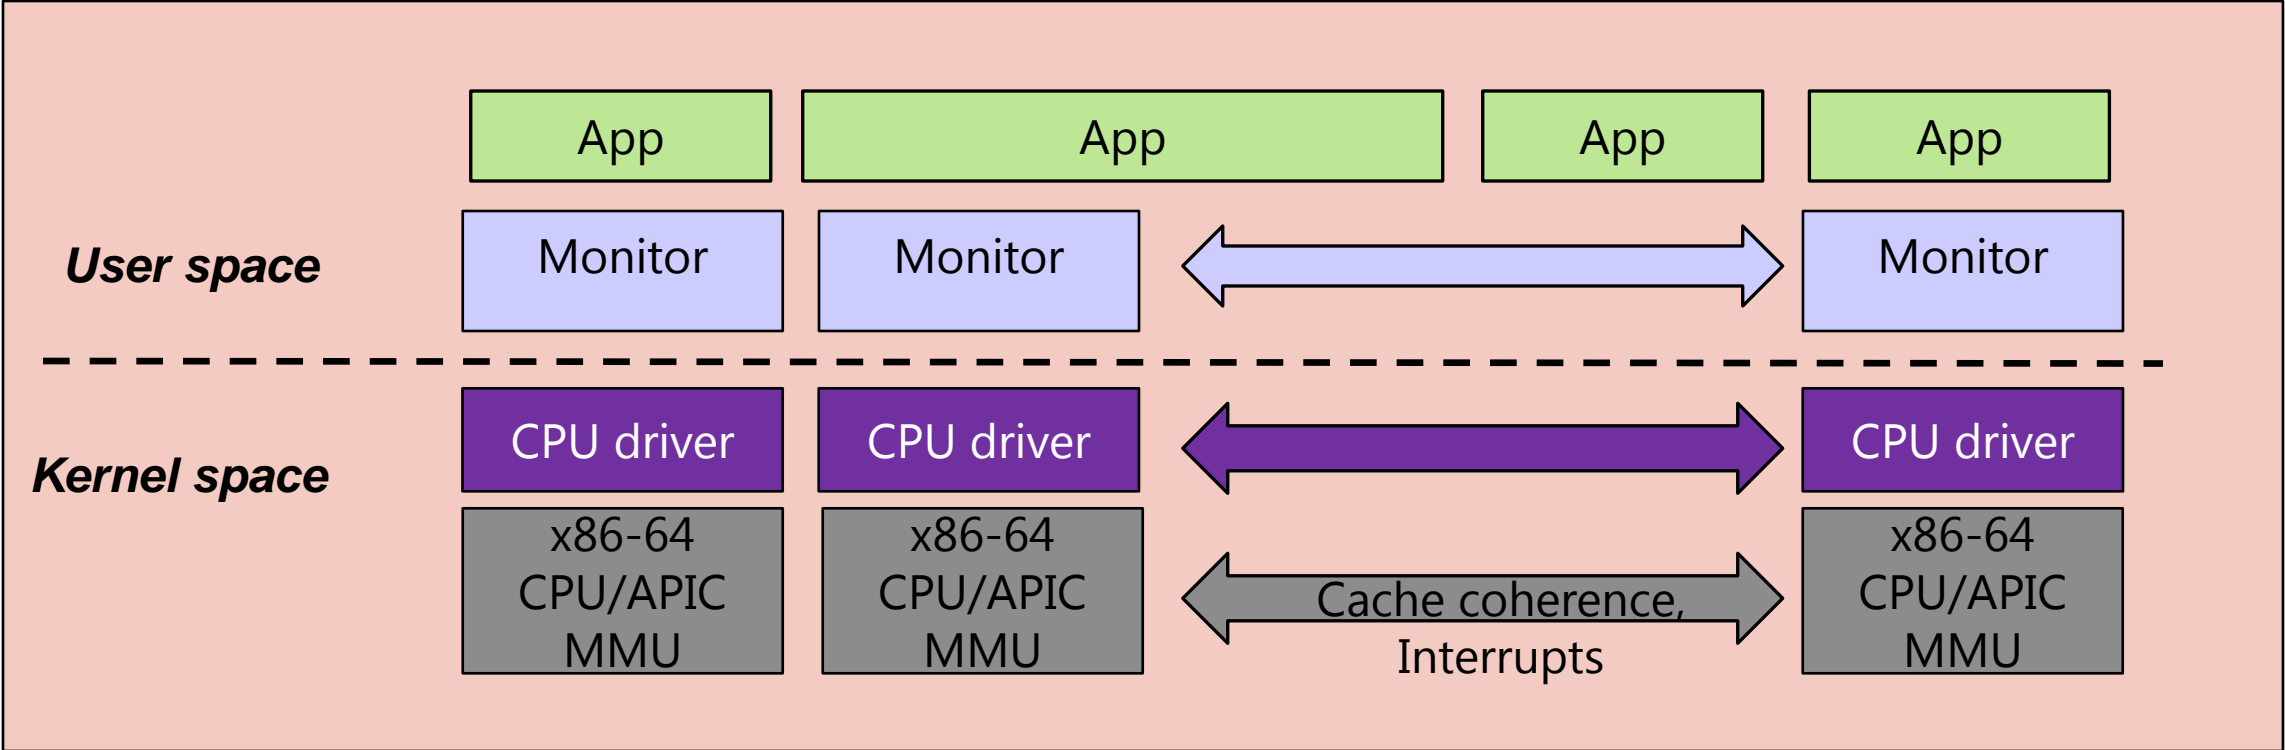 App
App
App
App
User space
Monitor
Monitor
Monitor
Kernel space
CPU driver
CPU driver
CPU driver
x86-64
CPU/APIC
MMU
x86-64
CPU/APIC
MMU
Cache coherence,
Interrupts
x86-64
CPU/APIC
MMU